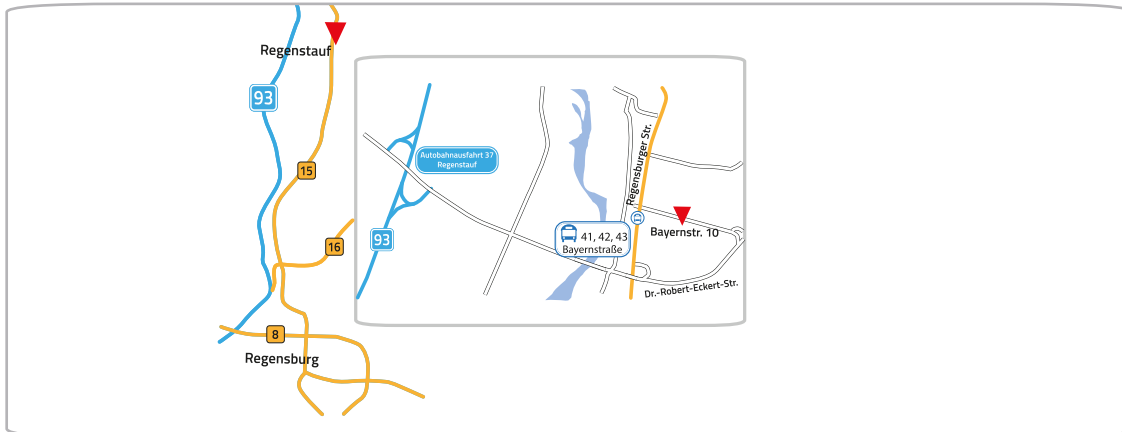 Regenstauf
93
15
16
8
Regensburg
Autobahnausfahrt 37
Regenstauf
93
Regensburger Str.
41, 42, 43
Bayernstraße
Bayernstr. 10
Dr.-Robert-Eckert-Str.